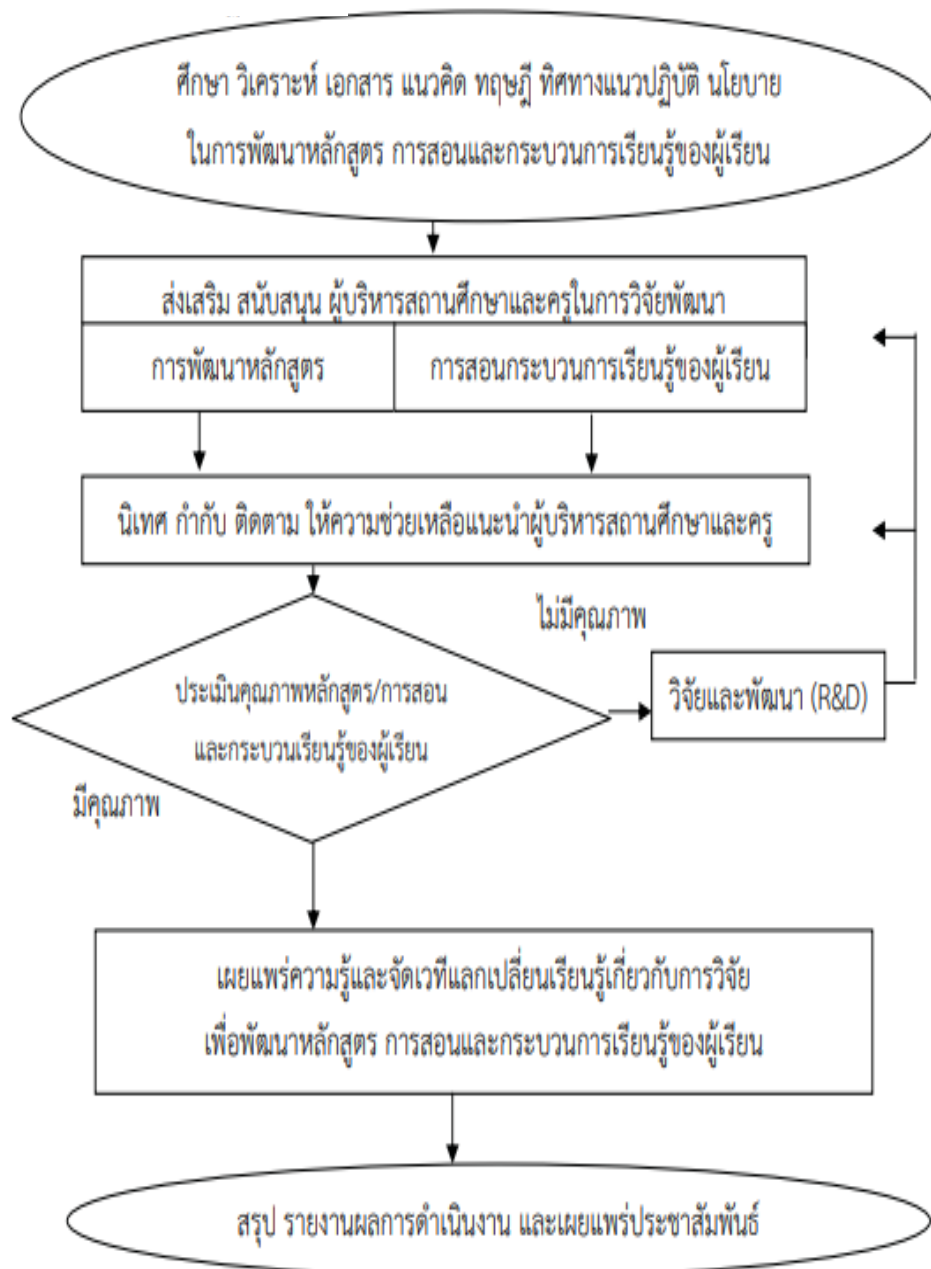 ศึกษา วิเคราะห์ เอกสาร แนวคิด ทฤษฎี ทิศทางแนวปฏิบัติ นโยบาย
ในการพัฒนาหลักสูตร การสอนและกระบวนการเรียนรู้ของผู้เรียน
ส่งเสริม สนับสนุน ผู้บริหารสถานศึกษาและครูในการวิจัยพัฒนา
การพัฒนาหลักสูตร
การสอนกระบวนการเรียนรู้ของผู้เรียน
นิเทศ กำกับ ติดตาม ให้ความช่วยเหลือแนะนำผู้บริหารสถานศึกษาและครู
ไม่มีคุณภาพ
ประเมินคุณภาพหลักสูตร/การสอน
และกระบวนเรียนรู้ของผู้เรียน
วิจัยและพัฒนา (R&D)
มีคุณภาพ
เผยแพร่ความรู้และจัดเวทีแลกเปลี่ยนเรียนรู้เกี่ยวกับการวิจัย
เพื่อพัฒนาหลักสูตร การสอนและกระบวนการเรียนรู้ของผู้เรียน
สรุป รายงานผลการดำเนินงาน และเผยแพร่ประชาสัมพันธ์